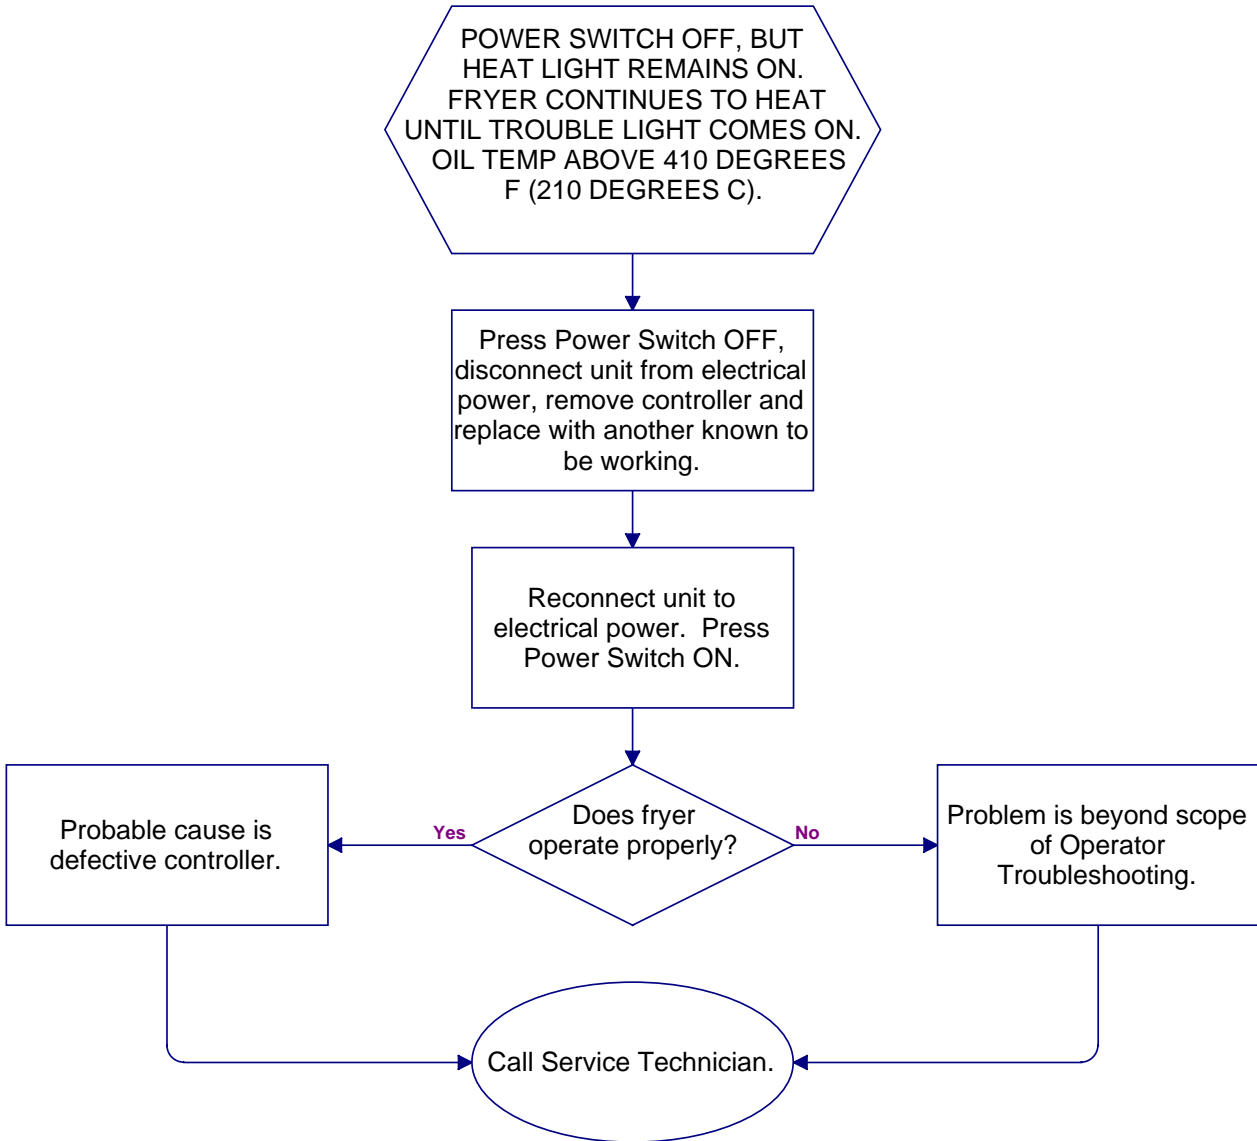 POWER SWITCH OFF, BUT
HEAT LIGHT REMAINS ON.
FRYER CONTINUES TO HEAT
UNTIL TROUBLE LIGHT COMES ON.
OIL TEMP ABOVE 410 DEGREES
F (210 DEGREES C).
Press Power Switch OFF,
disconnect unit from electrical
power, remove controller and
replace with another known to
be working.
Reconnect unit to
electrical power.  Press
Power Switch ON.
Does fryer
operate properly?
Yes
No
Probable cause is
defective controller.
Problem is beyond scope
of Operator
Troubleshooting.
Call Service Technician.